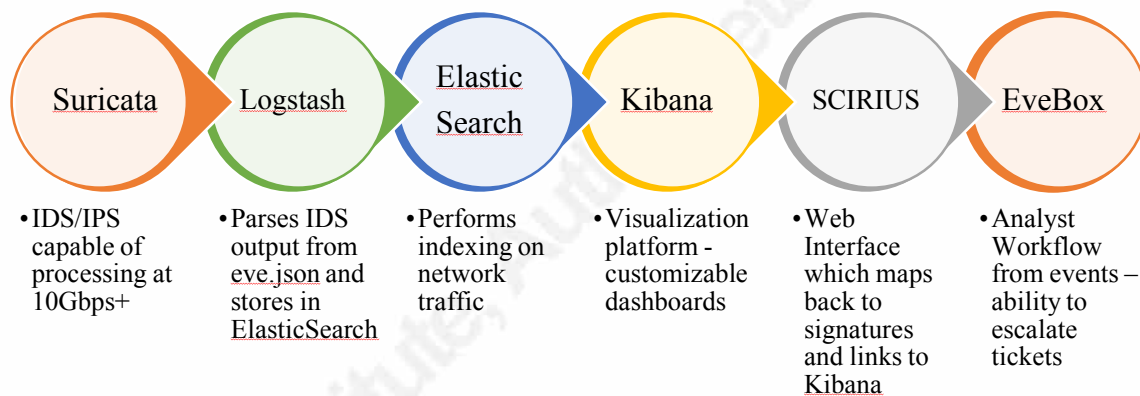 Suricata
Logstash
Elastic
Search
Kibana
SCIRIUS
EveBox
•IDS/IPS
capable of
processing at
10Gbps+
•Parses IDS
output from
eve.json and
stores in
ElasticSearch
•Performs
indexing on
network
traffic
•Visualization
platform -
customizable
dashboards
•Web
Interface
which maps
back to
signatures
and links to
Kibana
•Analyst
Workflow
from events –
ability to
escalate
tickets